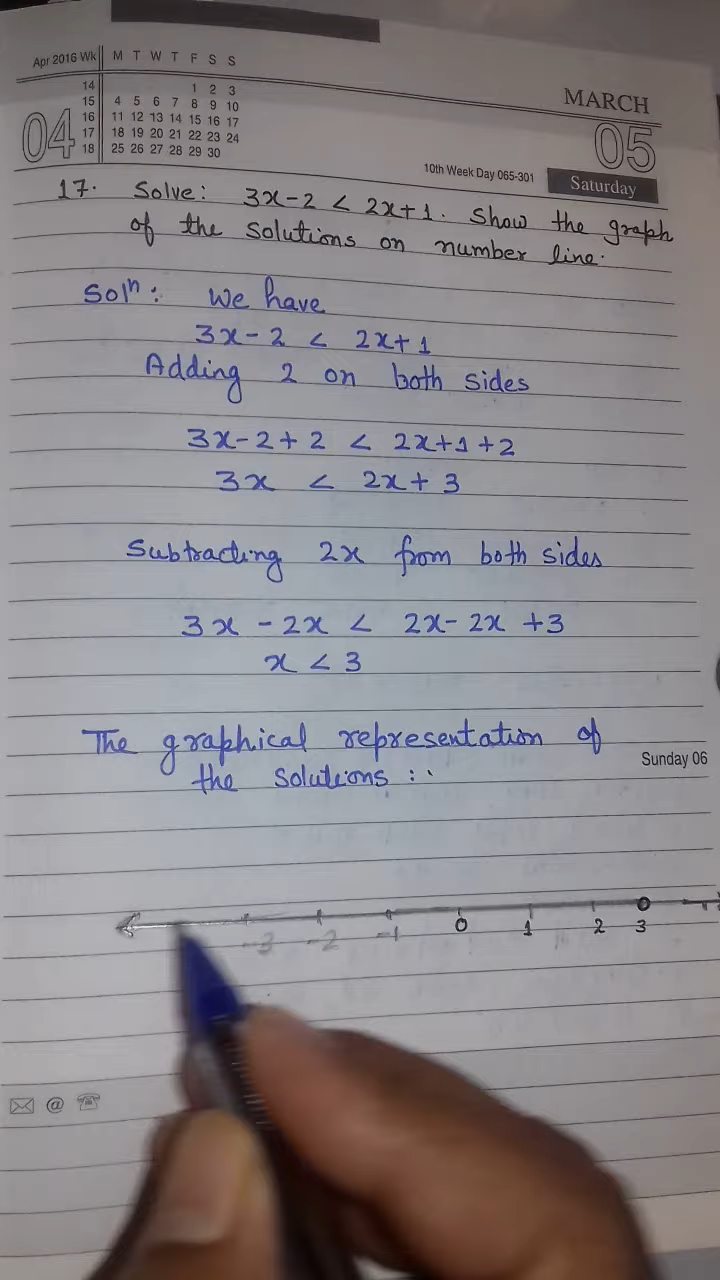 Apr 2016 Wk M T W T F S S
14 1 2 3
15 4 5 6 7 8 9 10
16 11 12 13 14 15 16 17
17 18 19 20 21 22 23 24
18 25 26 27 28 29 30
04
MARCH
05
10th Week Day 065-301 Saturday
17. Solve: 3x-2 < 2x+1. Show the graph
of the solutions on number line.
Solⁿ: We have
3x-2 < 2x+1
Adding 2 on both sides
3x-2+2 < 2x+1+2
3x < 2x+3
Subtracting 2x from both sides
3x-2x < 2x-2x+3
x < 3
The graphical representation of
the solutions :.
Sunday 06
-3 -2 -1 0 1 2 3
@